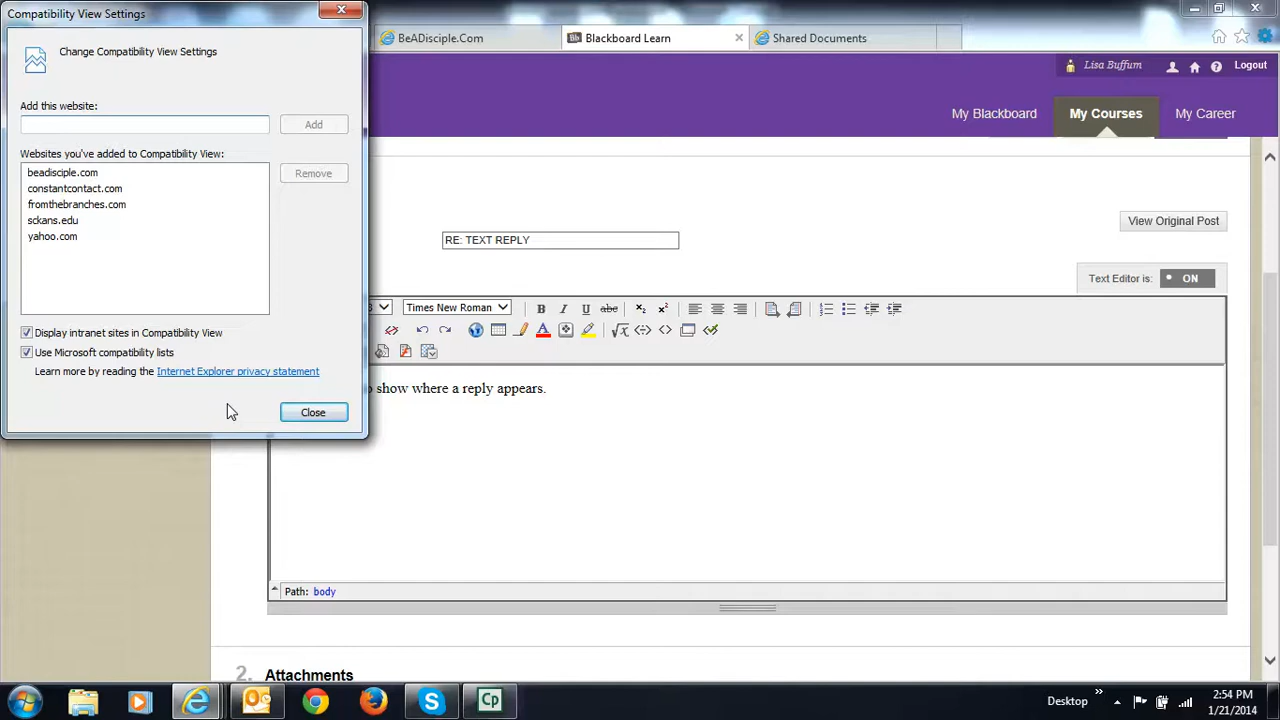 Compatibility View Settings
BeADisciple.Com
Blackboard Learn
Shared Documents
Change Compatibility View Settings
Lisa Buffum
Logout
Add this website:
My Blackboard
My Courses
My Career
Add
Websites you've added to Compatibility View:
beadisciple.com
Remove
constantcontact.com
fromthebranches.com
sckans.edu
yahoo.com
View Original Post
RE: TEXT REPLY
Text Editor is:
ON
Times New Roman
Display intranet sites in Compatibility View
Use Microsoft compatibility lists
Learn more by reading the Internet Explorer privacy statement
show where a reply appears.
Close
Path: body
2. Attachments
Desktop
2:54 PM
1/21/2014